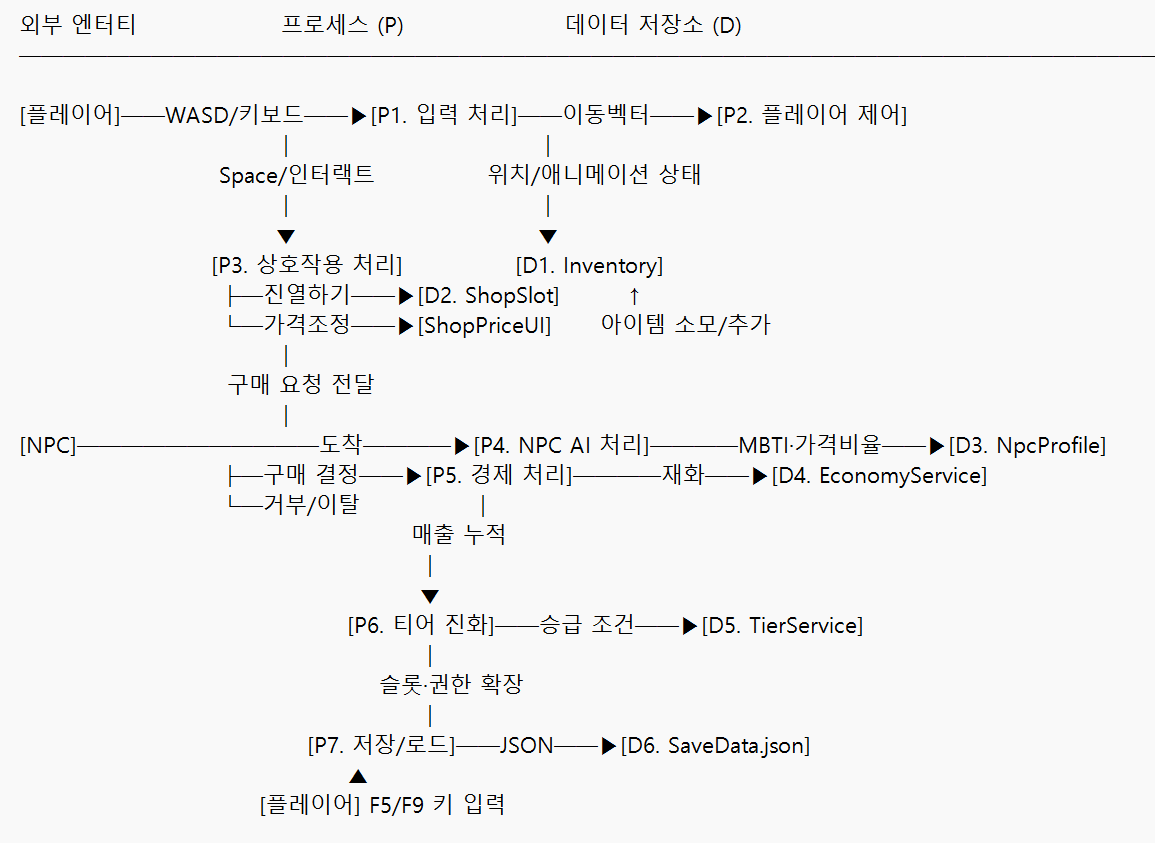 외부 엔터티 프로세스 (P) 데이터 저장소 (D)
[플레이어]───WASD/키보드───▶[P1. 입력 처리]───이동벡터───▶[P2. 플레이어 제어]
│ │
Space/인터랙트 위치/애니메이션 상태
│ │
▼ ▼
[P3. 상호작용 처리] [D1. Inventory]
├──진열하기───▶[D2. ShopSlot] ↑
└──가격조정───▶[ShopPriceUI] 아이템 소모/추가
│
구매 요청 전달
│
[NPC]────────────────도착──────▶[P4. NPC AI 처리]──────MBTI·가격비율───▶[D3. NpcProfile]
├──구매 결정───▶[P5. 경제 처리]──────재화───▶[D4. EconomyService]
└──거부/이탈 │
매출 누적
│
▼
[P6. 티어 진화]───승급 조건───▶[D5. TierService]
│
슬롯·권한 확장
│
[P7. 저장/로드]───JSON───▶[D6. SaveData.json]
▲
[플레이어] F5/F9 키 입력